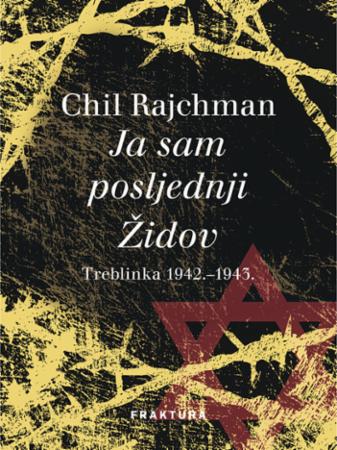 Chil Rajchman
Ja sam
posljednji
Židov
Treblinka 1942.–1943.
FRAKTURA